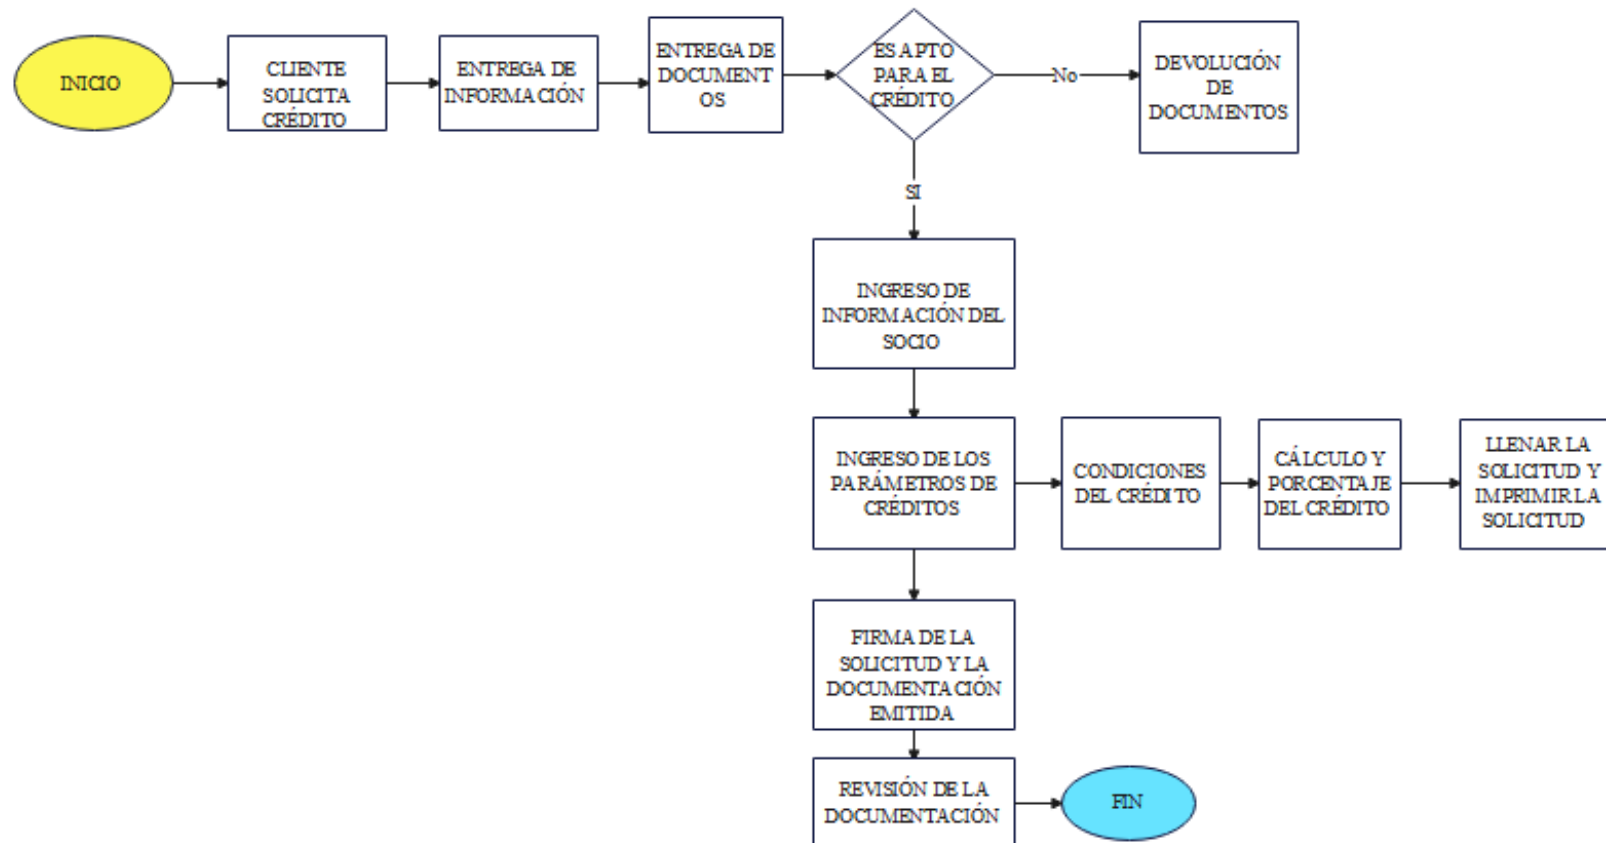 INICIO
CLIENTE
SOLICITA
CRÉDITO
ENTREGA DE
INFORMACIÓN
ENTREGA DE
DOCUMENT
OS
ES APTO
PARA EL
CRÉDITO
No
DEVOLUCIÓN
DE
DOCUMENTOS
SI
INGRESO DE
INFORMACIÓN DEL
SOCIO
INGRESO DE LOS
PARÁMETROS DE
CRÉDITOS
CONDICIONES
DEL CRÉDITO
CÁLCULO Y
PORCENTAJE
DEL CRÉDITO
LLENAR LA
SOLICITUD Y
IMPRIMIR LA
SOLICITUD
FIRMA DE LA
SOLICITUD Y LA
DOCUMENTACIÓN
EMITIDA
REVISIÓN DE LA
DOCUMENTACIÓN
FIN